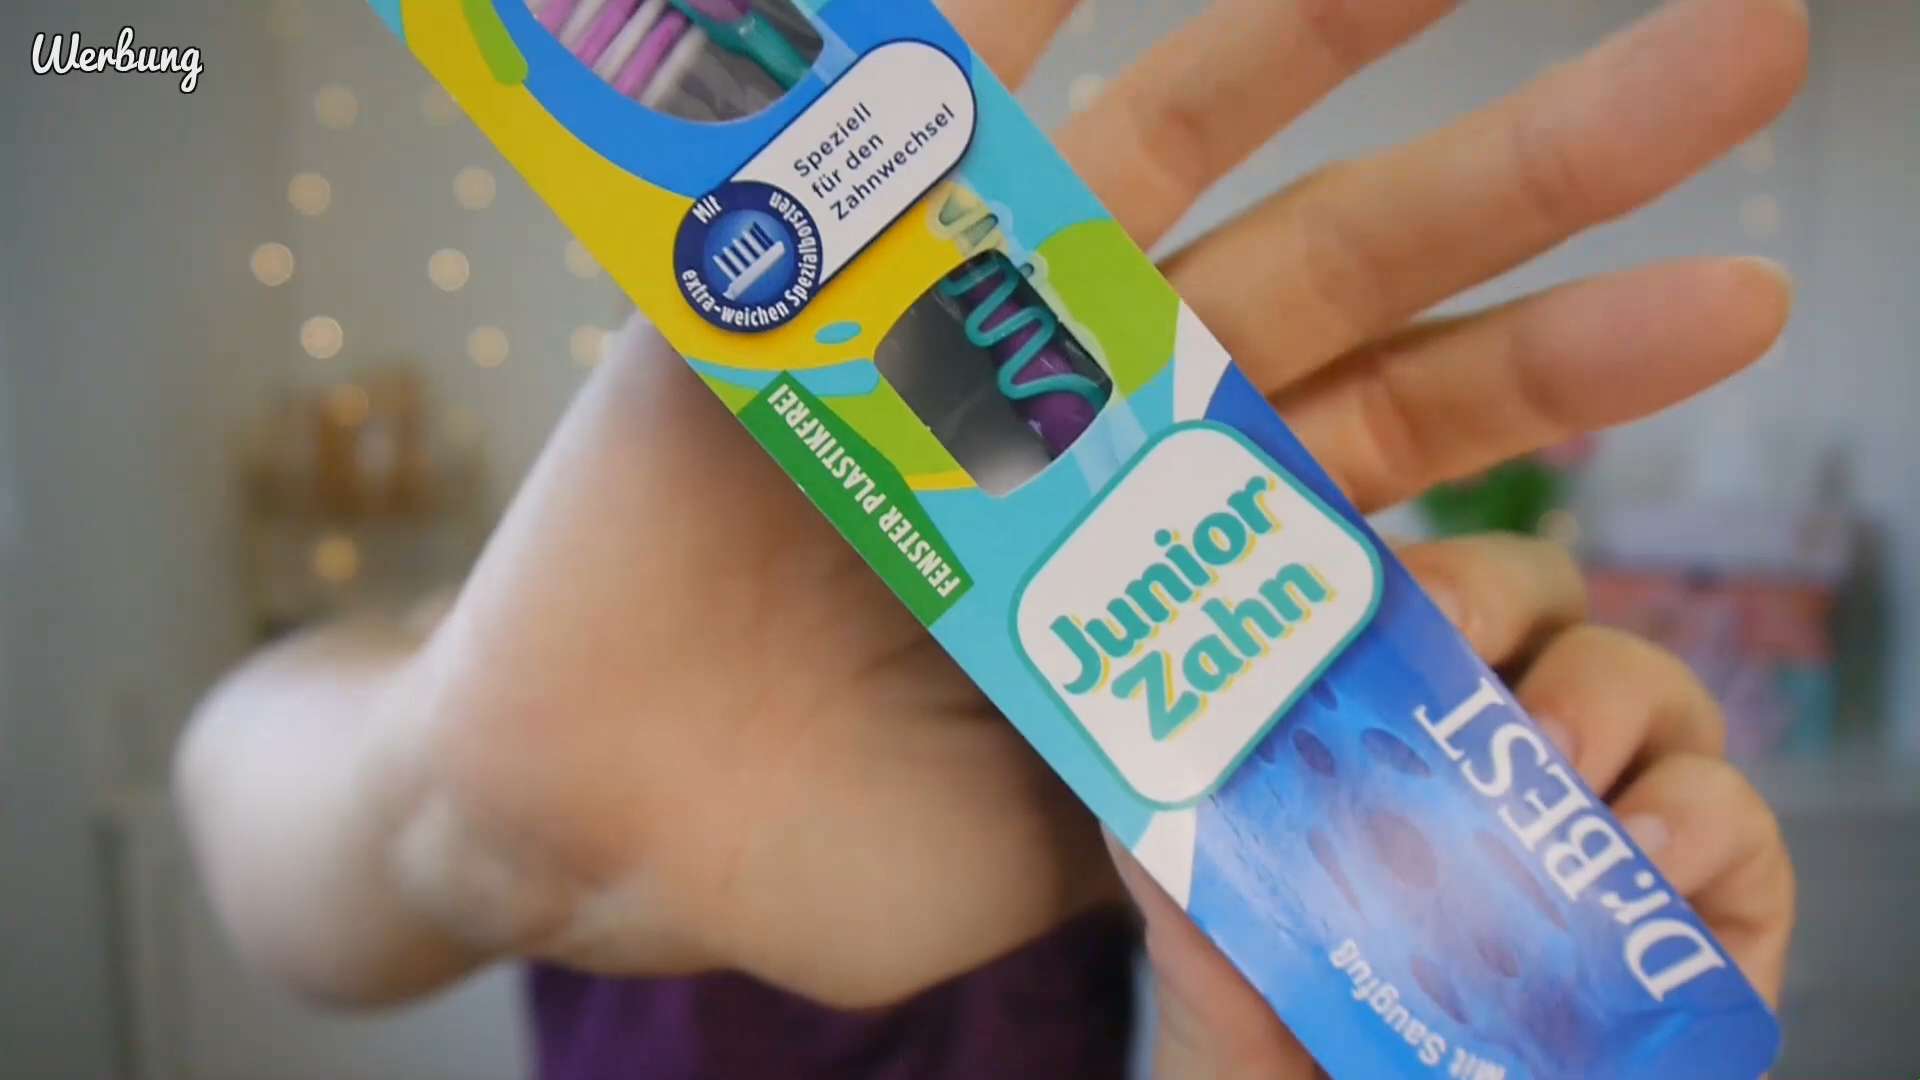 Werbung
Speziell
für den
Zahnwechsel
Mit
extra-weichen Spezialborsten
FENSTER PLASTIKFREI
Junior
Zahn
Dr.BEST
Mit Saugfuß